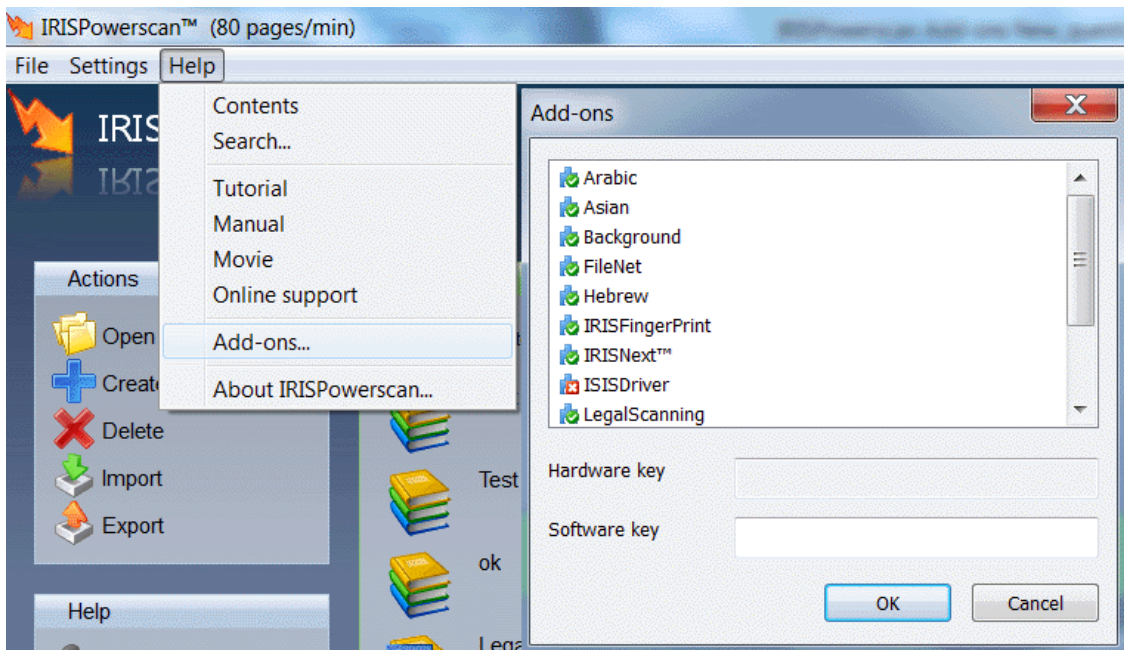 IRISPowerscan™ (80 pages/min)
File Settings Help
IRIS
Contents
Search...
Tutorial
Manual
Movie
Online support
Add-ons...
About IRISPowerscan...
Actions
Open
Create
Delete
Import
Export
Help
Test
ok
Lega
Add-ons
X
Arabic
Asian
Background
FileNet
Hebrew
IRISFingerPrint
IRISNext™
ISISDriver
LegalScanning
Hardware key
Software key
OK Cancel